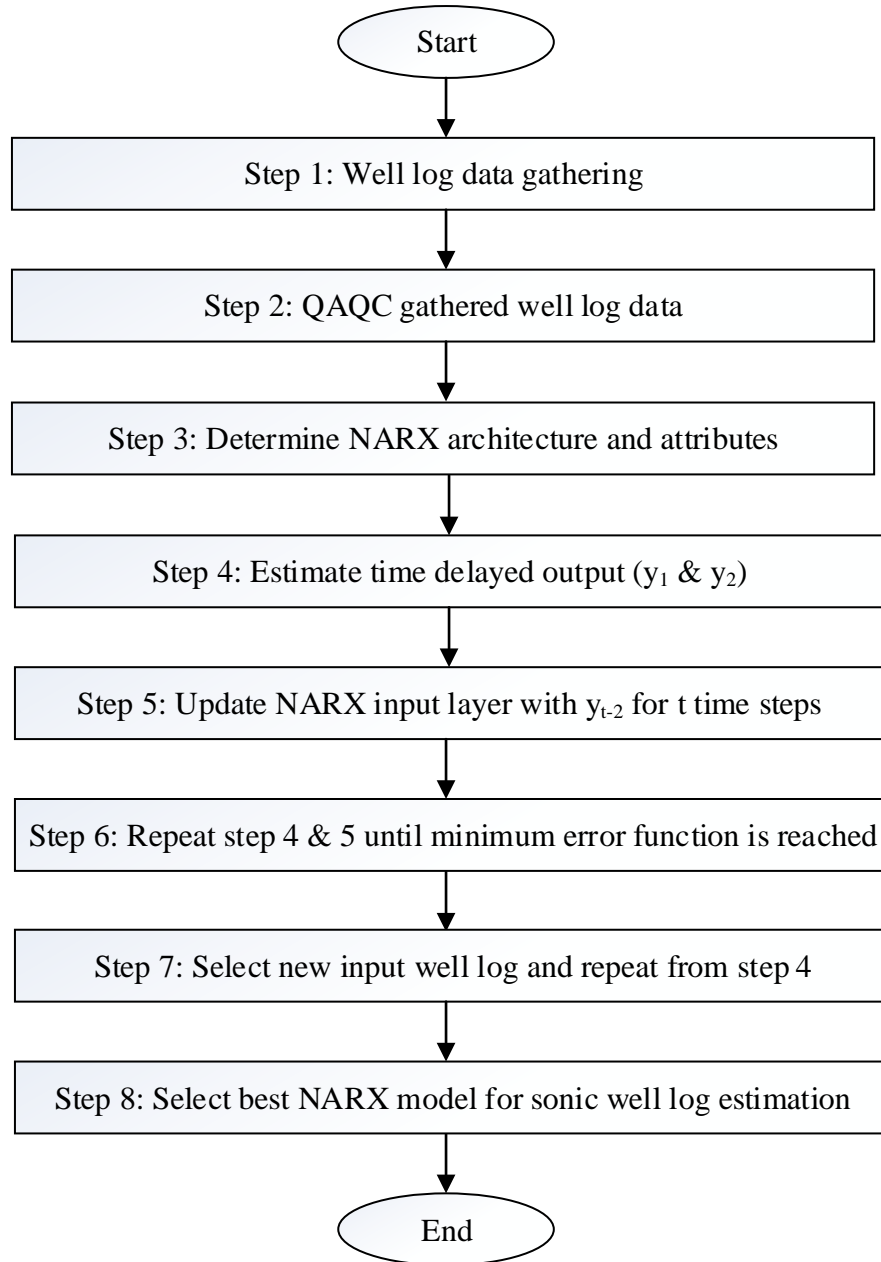 Start
Step 1: Well log data gathering
Step 2: QAQC gathered well log data
Step 3: Determine NARX architecture and attributes
Step 4: Estimate time delayed output (y₁ & y₂)
Step 5: Update NARX input layer with yₜ₋₂ for t time steps
Step 6: Repeat step 4 & 5 until minimum error function is reached
Step 7: Select new input well log and repeat from step 4
Step 8: Select best NARX model for sonic well log estimation
End